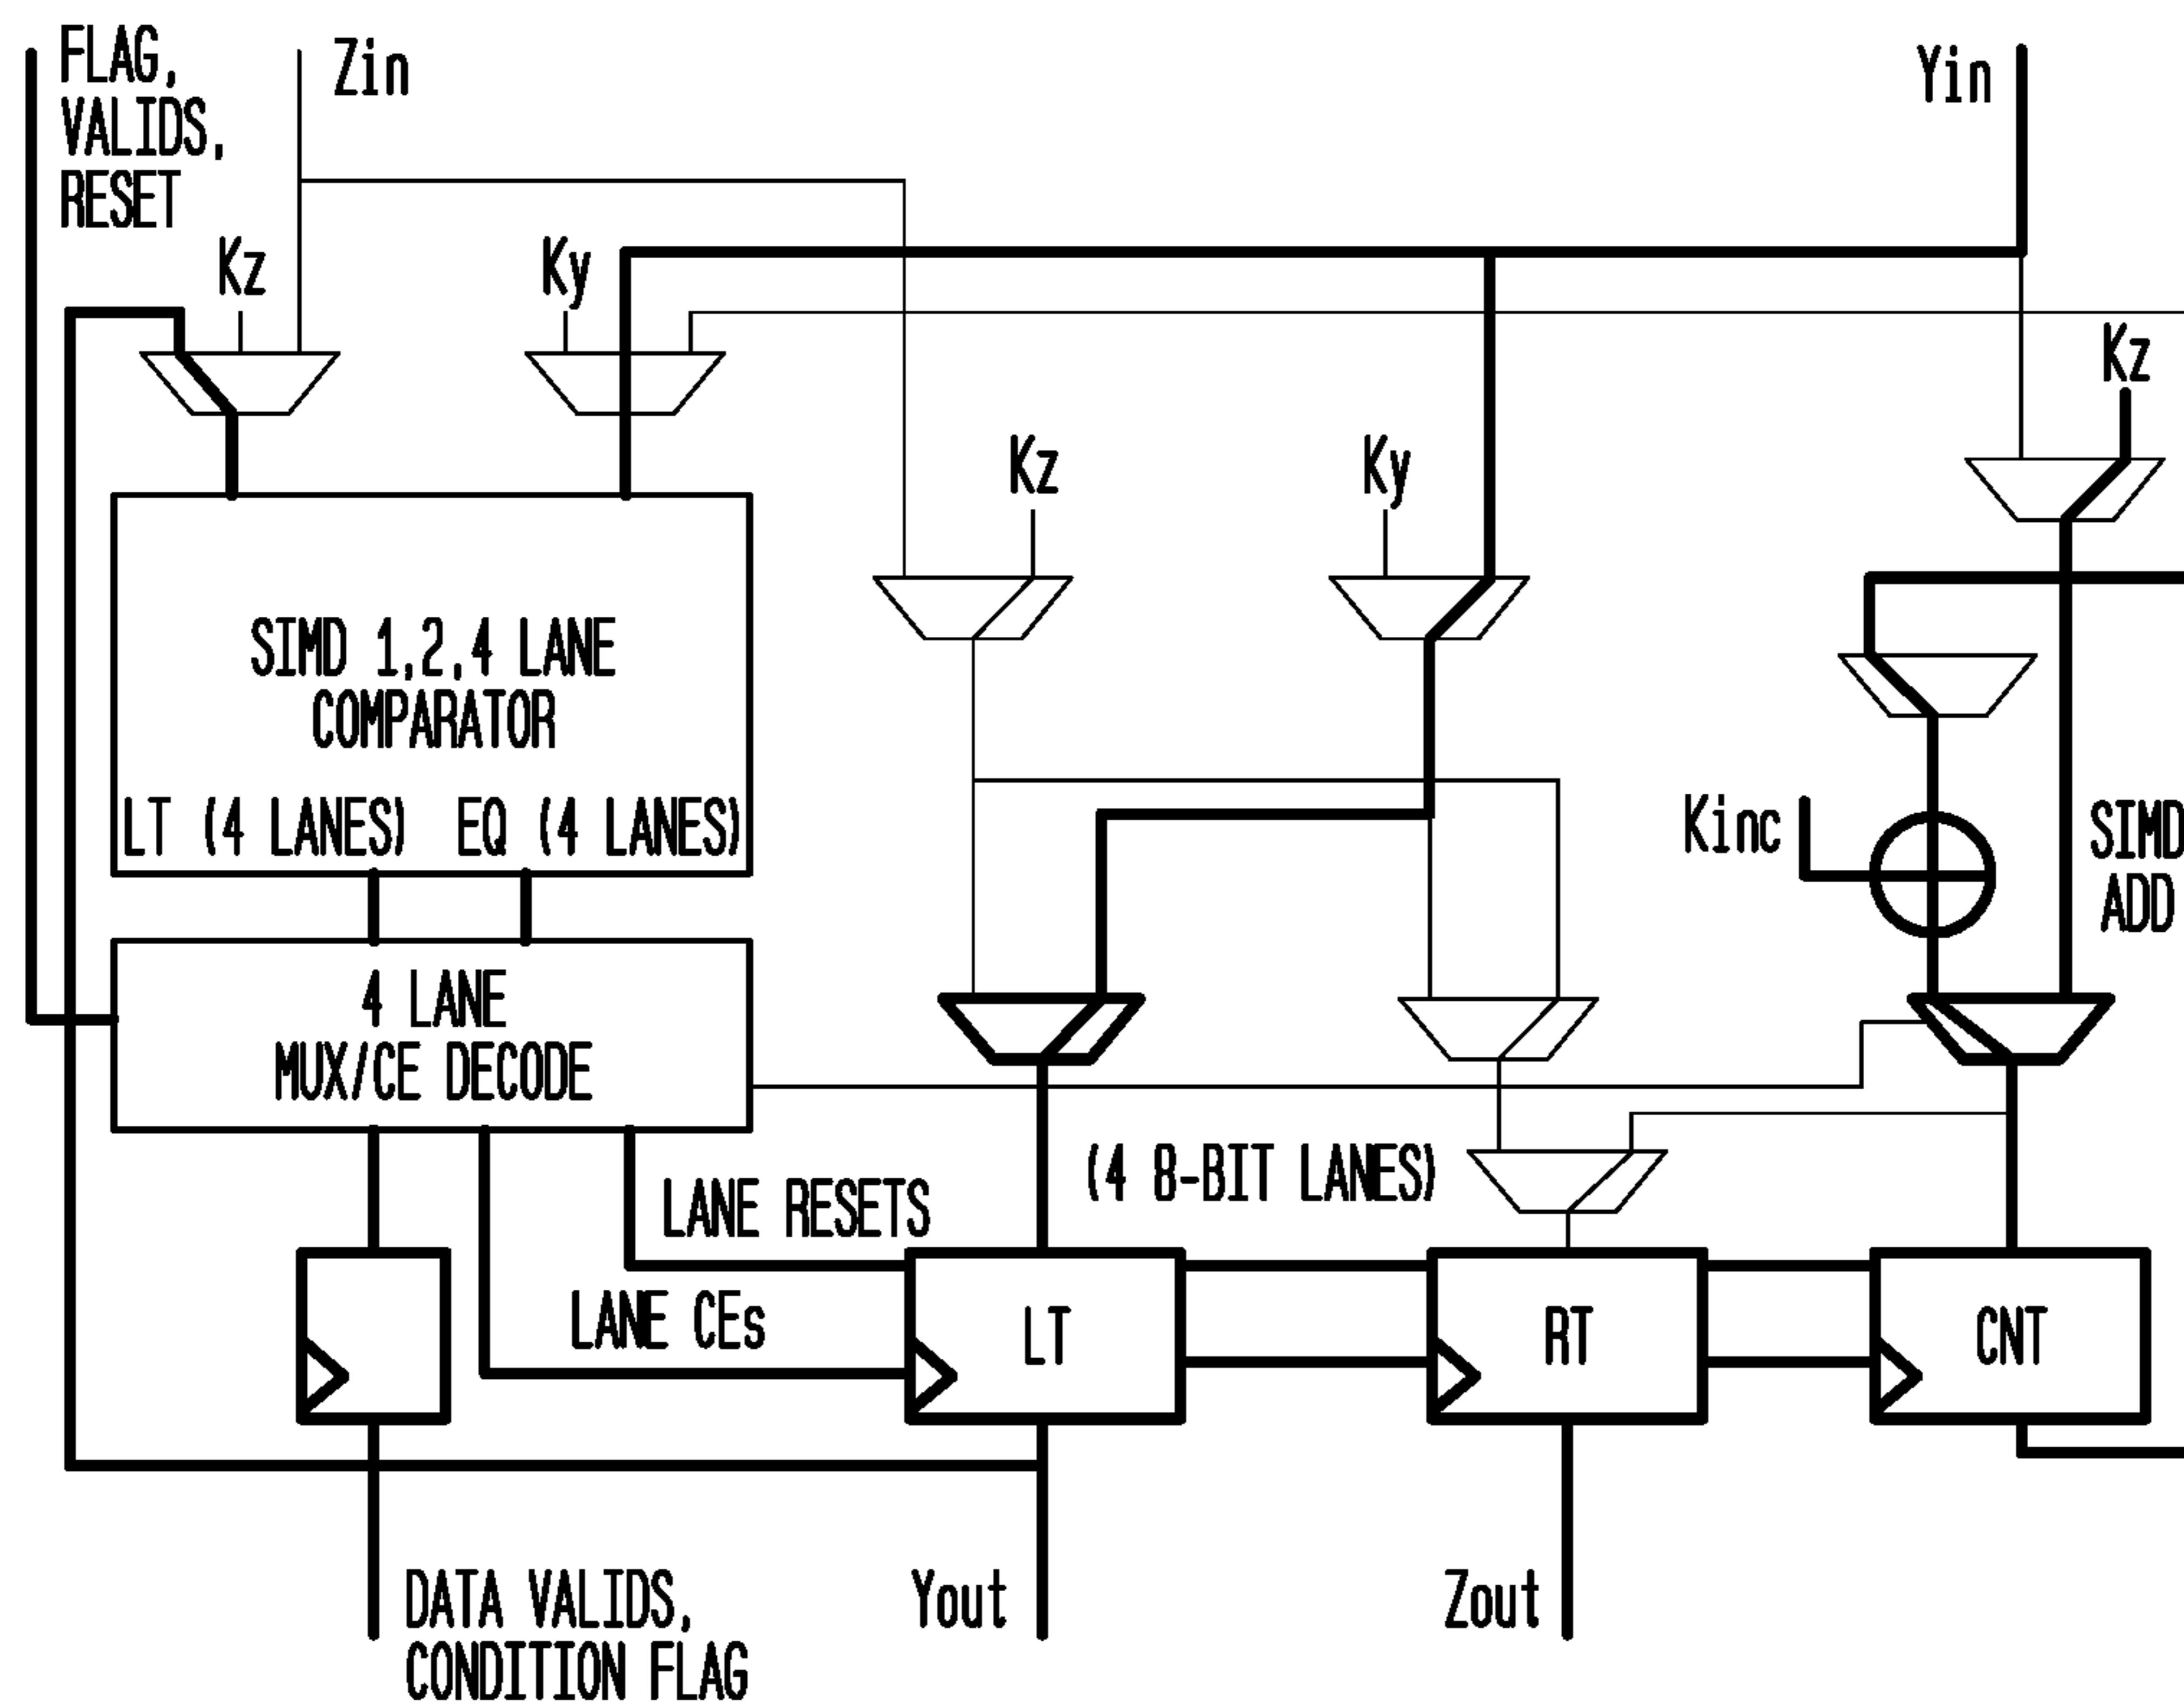 FLAG,
VALIDS,
RESET
Zin
Yin
Kz
Ky
Kz
Kz
Ky
SIMD 1,2,4 LANE
COMPARATOR
LT (4 LANES) EQ (4 LANES)
Kinc
SIMD
ADD
4 LANE
MUX/CE DECODE
LANE RESETS
(4 8-BIT LANES)
LANE CEs
LT
RT
CNT
DATA VALIDS,
CONDITION FLAG
Yout
Zout